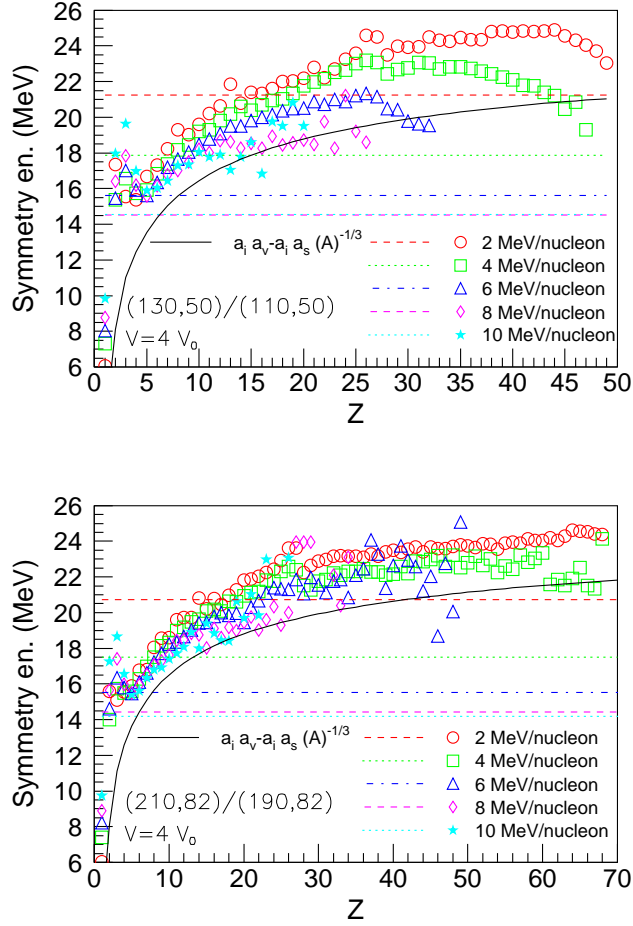 26
24
22
20
18
16
14
12
10
8
6
Symmetry en. (MeV)
a_i a_v-a_i a_s (A)^-1/3
2 MeV/nucleon
4 MeV/nucleon
6 MeV/nucleon
8 MeV/nucleon
10 MeV/nucleon
(130,50)/(110,50)
V=4 V_0
0 5 10 15 20 25 30 35 40 45 50
Z
26
24
22
20
18
16
14
12
10
8
6
Symmetry en. (MeV)
a_i a_v-a_i a_s (A)^-1/3
2 MeV/nucleon
4 MeV/nucleon
6 MeV/nucleon
8 MeV/nucleon
10 MeV/nucleon
(210,82)/(190,82)
V=4 V_0
0 10 20 30 40 50 60 70
Z